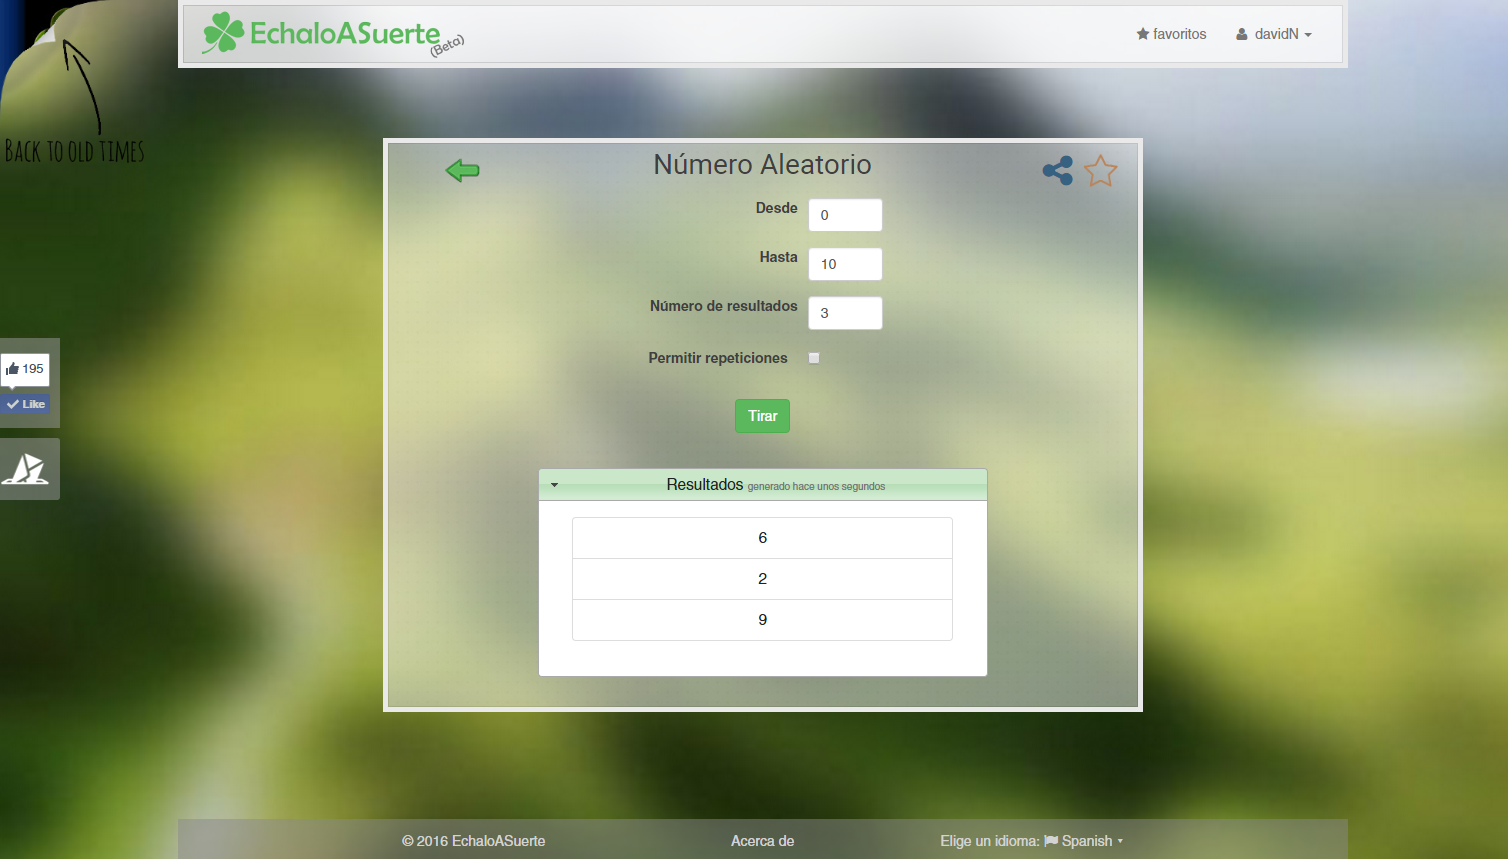 EchaloASuerte
(Beta)
favoritos
davidN
BACK TO OLD TIMES
Número Aleatorio
Desde
0
Hasta
10
Número de resultados
3
Permitir repeticiones
195
Like
Tirar
Resultados generado hace unos segundos
6
2
9
© 2016 EchaloASuerte
Acerca de
Elige un idioma: Spanish